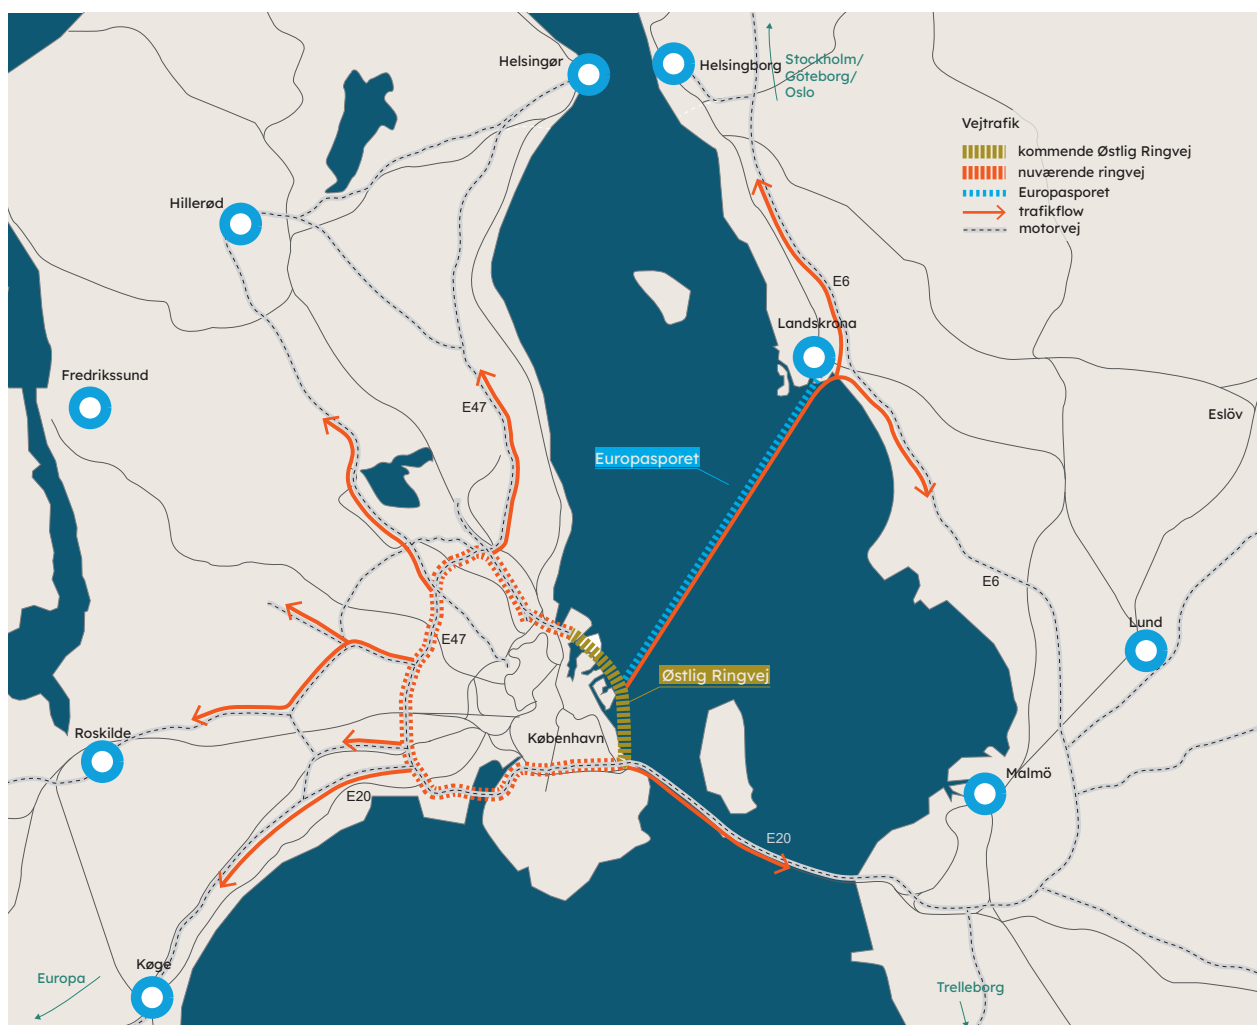 Helsingør
Helsingborg
Stockholm/
Göteborg/
Oslo
Vejtrafik
kommende Østlig Ringvej
nuværende ringvej
Europasporet
trafikflow
motorvej
Hillerød
E6
Landskrona
Fredrikssund
E47
Eslöv
Europasporet
E6
Lund
E47
Østlig Ringvej
Roskilde
København
Malmö
E20
E20
Køge
Europa
Trelleborg